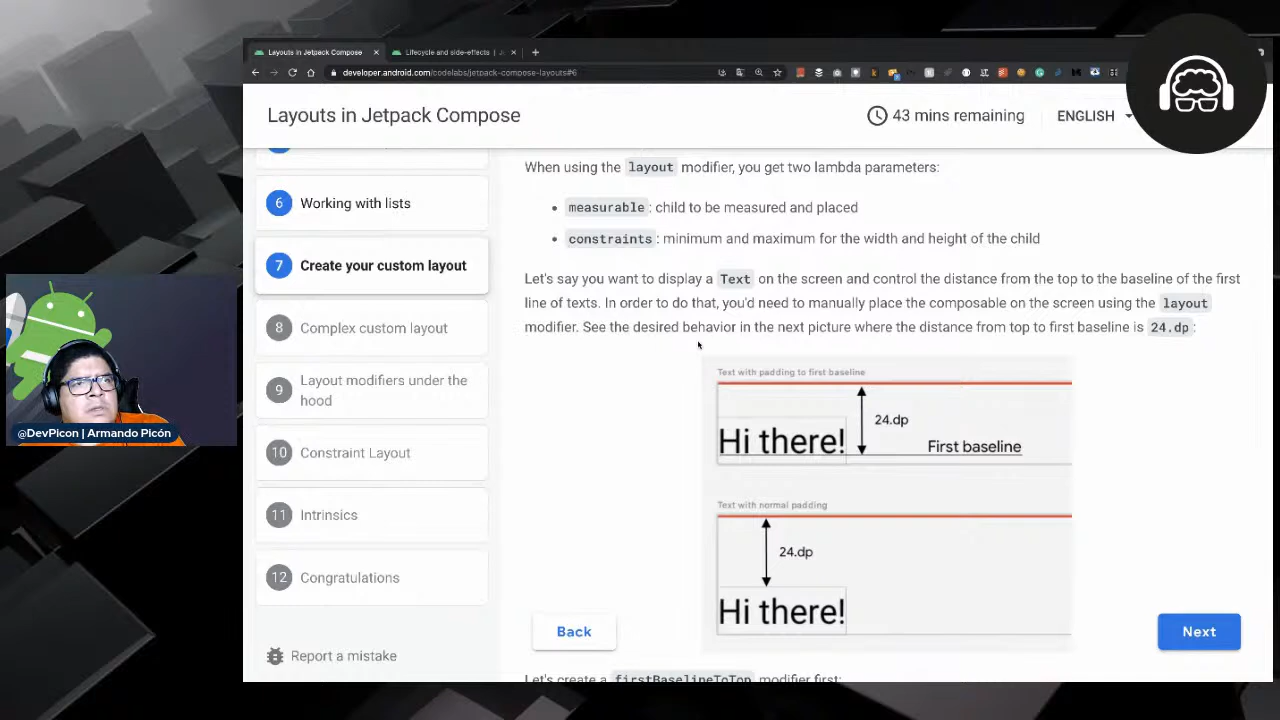 Layouts in Jetpack Compose
Lifecycle and side-effects
developer.android.com/codelabs/jetpack-compose-layouts#6
Layouts in Jetpack Compose
43 mins remaining
ENGLISH
6 Working with lists
7 Create your custom layout
8 Complex custom layout
9 Layout modifiers under the
hood
10 Constraint Layout
11 Intrinsics
12 Congratulations
Report a mistake
When using the layout modifier, you get two lambda parameters:
measurable: child to be measured and placed
constraints: minimum and maximum for the width and height of the child
Let's say you want to display a Text on the screen and control the distance from the top to the baseline of the first
line of texts. In order to do that, you'd need to manually place the composable on the screen using the layout
modifier. See the desired behavior in the next picture where the distance from top to first baseline is 24.dp:
Text with padding to first baseline
24.dp
Hi there!
First baseline
Text with normal padding
24.dp
Hi there!
Back
Next
Let's create a firstBaselineToTop modifier first:
@DevPicon | Armando Picón